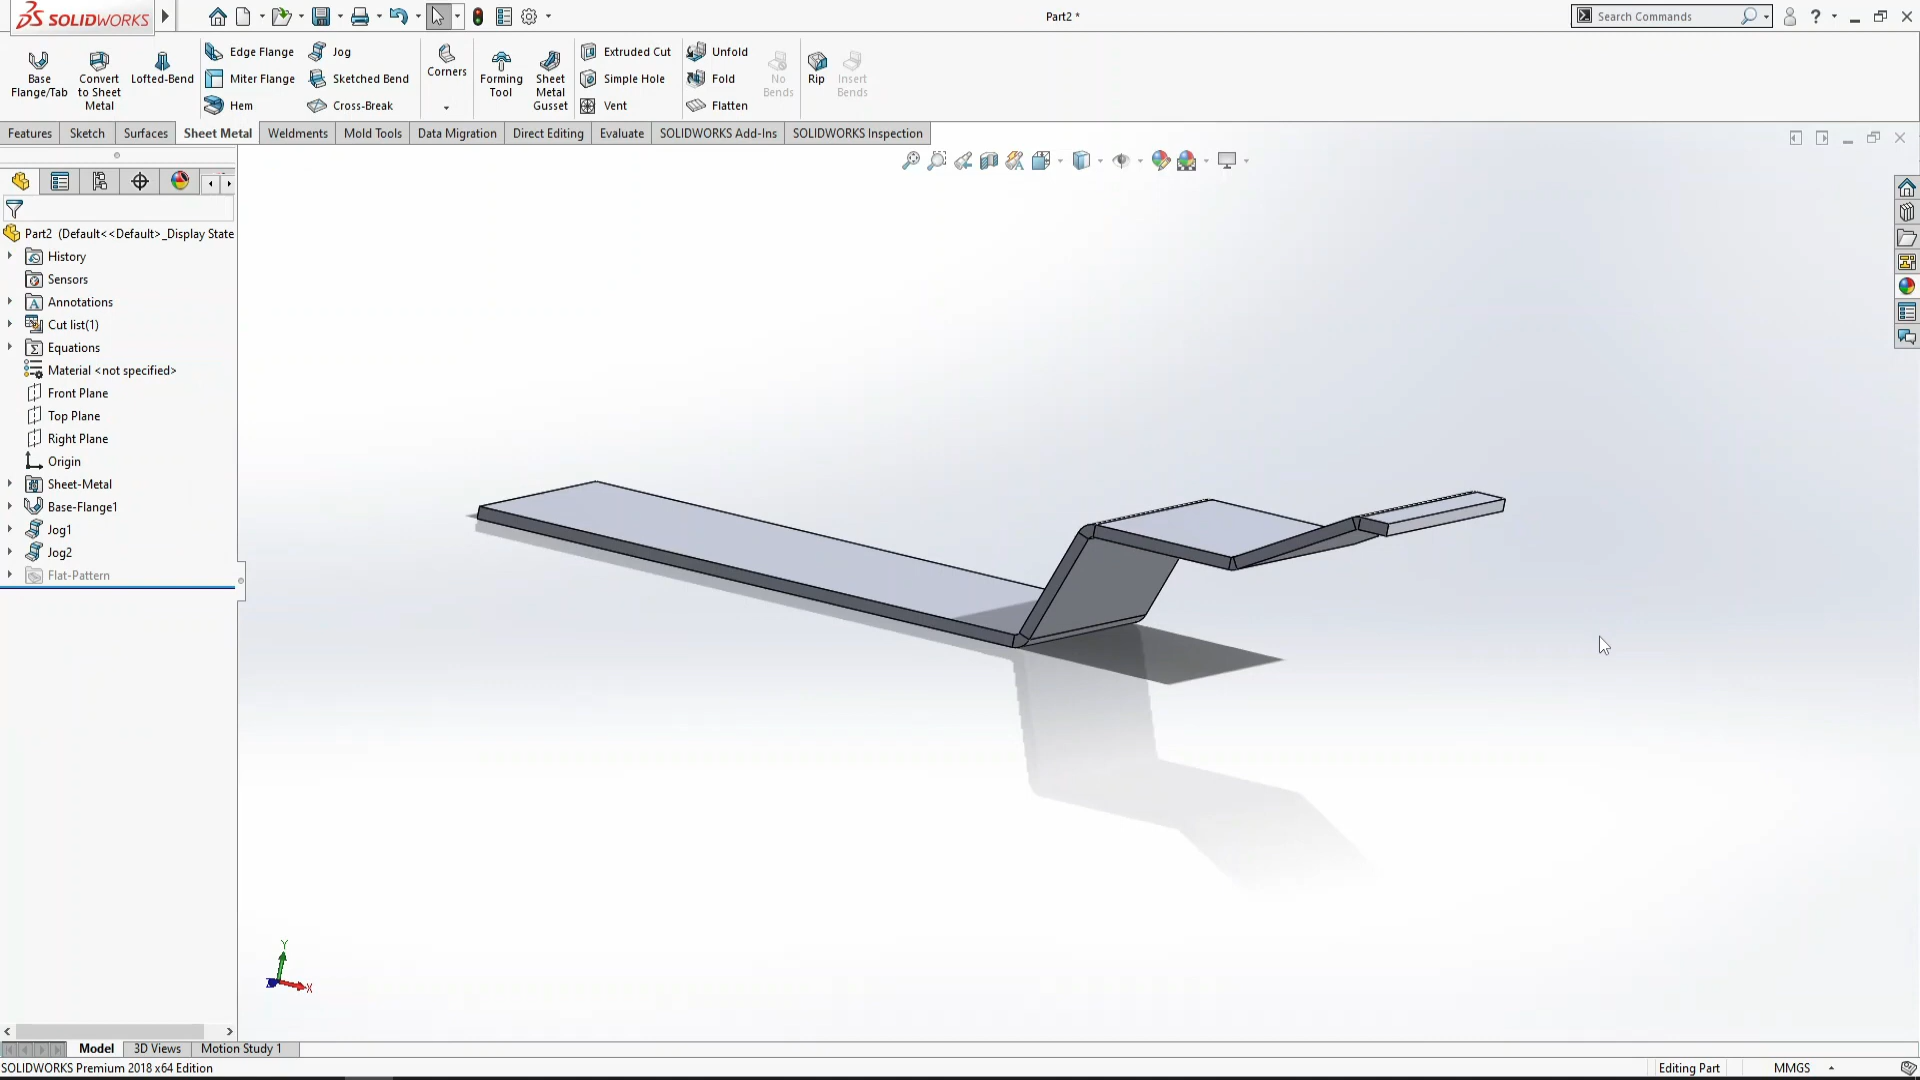 SOLIDWORKS
Part2 *
Search Commands
Base Flange/Tab
Convert to Sheet Metal
Lofted-Bend
Edge Flange
Miter Flange
Hem
Jog
Sketched Bend
Cross-Break
Corners
Forming Tool
Sheet Metal Gusset
Extruded Cut
Simple Hole
Vent
Unfold
Fold
Flatten
No Bends
Rip
Insert Bends
Features
Sketch
Surfaces
Sheet Metal
Weldments
Mold Tools
Data Migration
Direct Editing
Evaluate
SOLIDWORKS Add-Ins
SOLIDWORKS Inspection
Part2 (Default<<Default>_Display State
History
Sensors
Annotations
Cut list(1)
Equations
Material <not specified>
Front Plane
Top Plane
Right Plane
Origin
Sheet-Metal
Base-Flange1
Jog1
Jog2
Flat-Pattern
Y
X
Model
3D Views
Motion Study 1
SOLIDWORKS Premium 2018 x64 Edition
Editing Part
MMGS